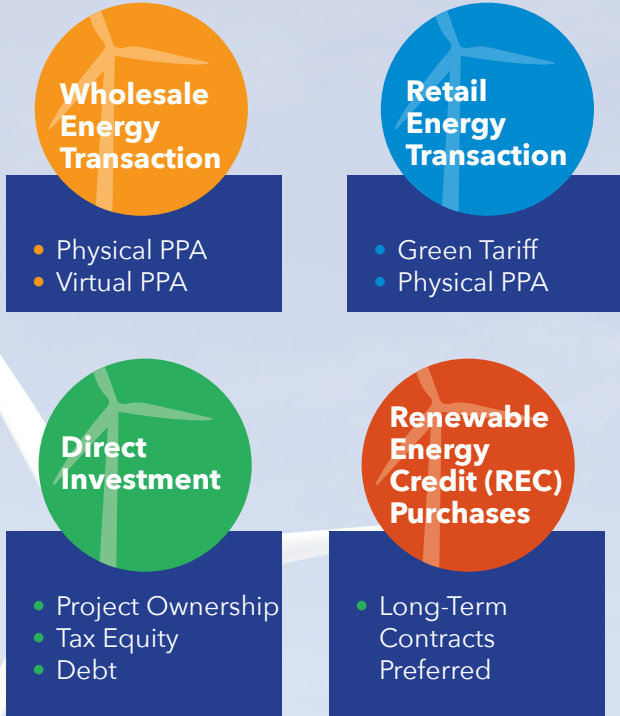 Wholesale
Energy
Transaction
• Physical PPA
• Virtual PPA
Retail
Energy
Transaction
• Green Tariff
• Physical PPA
Direct
Investment
• Project Ownership
• Tax Equity
• Debt
Renewable
Energy
Credit (REC)
Purchases
• Long-Term
Contracts
Preferred